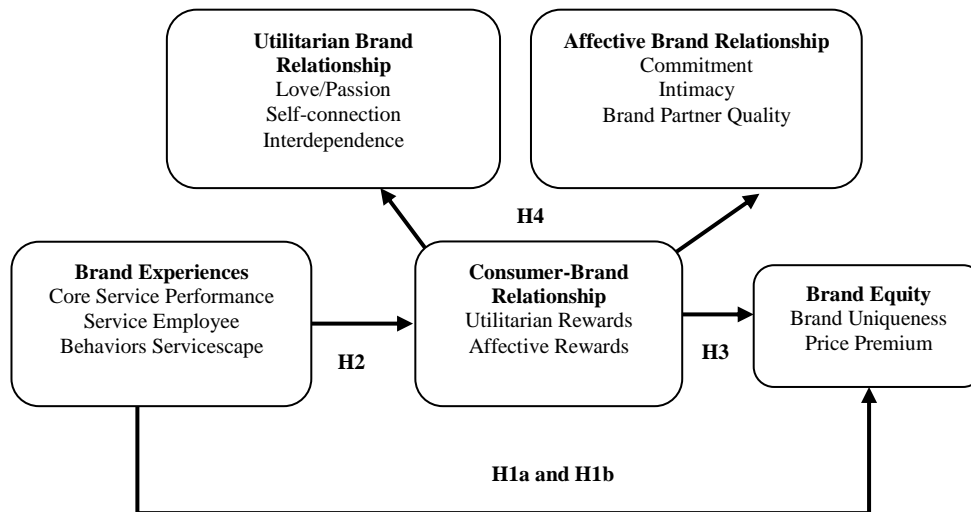 Utilitarian Brand
Relationship
Love/Passion
Self-connection
Interdependence
Affective Brand Relationship
Commitment
Intimacy
Brand Partner Quality
H4
Brand Experiences
Core Service Performance
Service Employee
Behaviors Servicescape
H2
Consumer-Brand
Relationship
Utilitarian Rewards
Affective Rewards
H3
Brand Equity
Brand Uniqueness
Price Premium
H1a and H1b